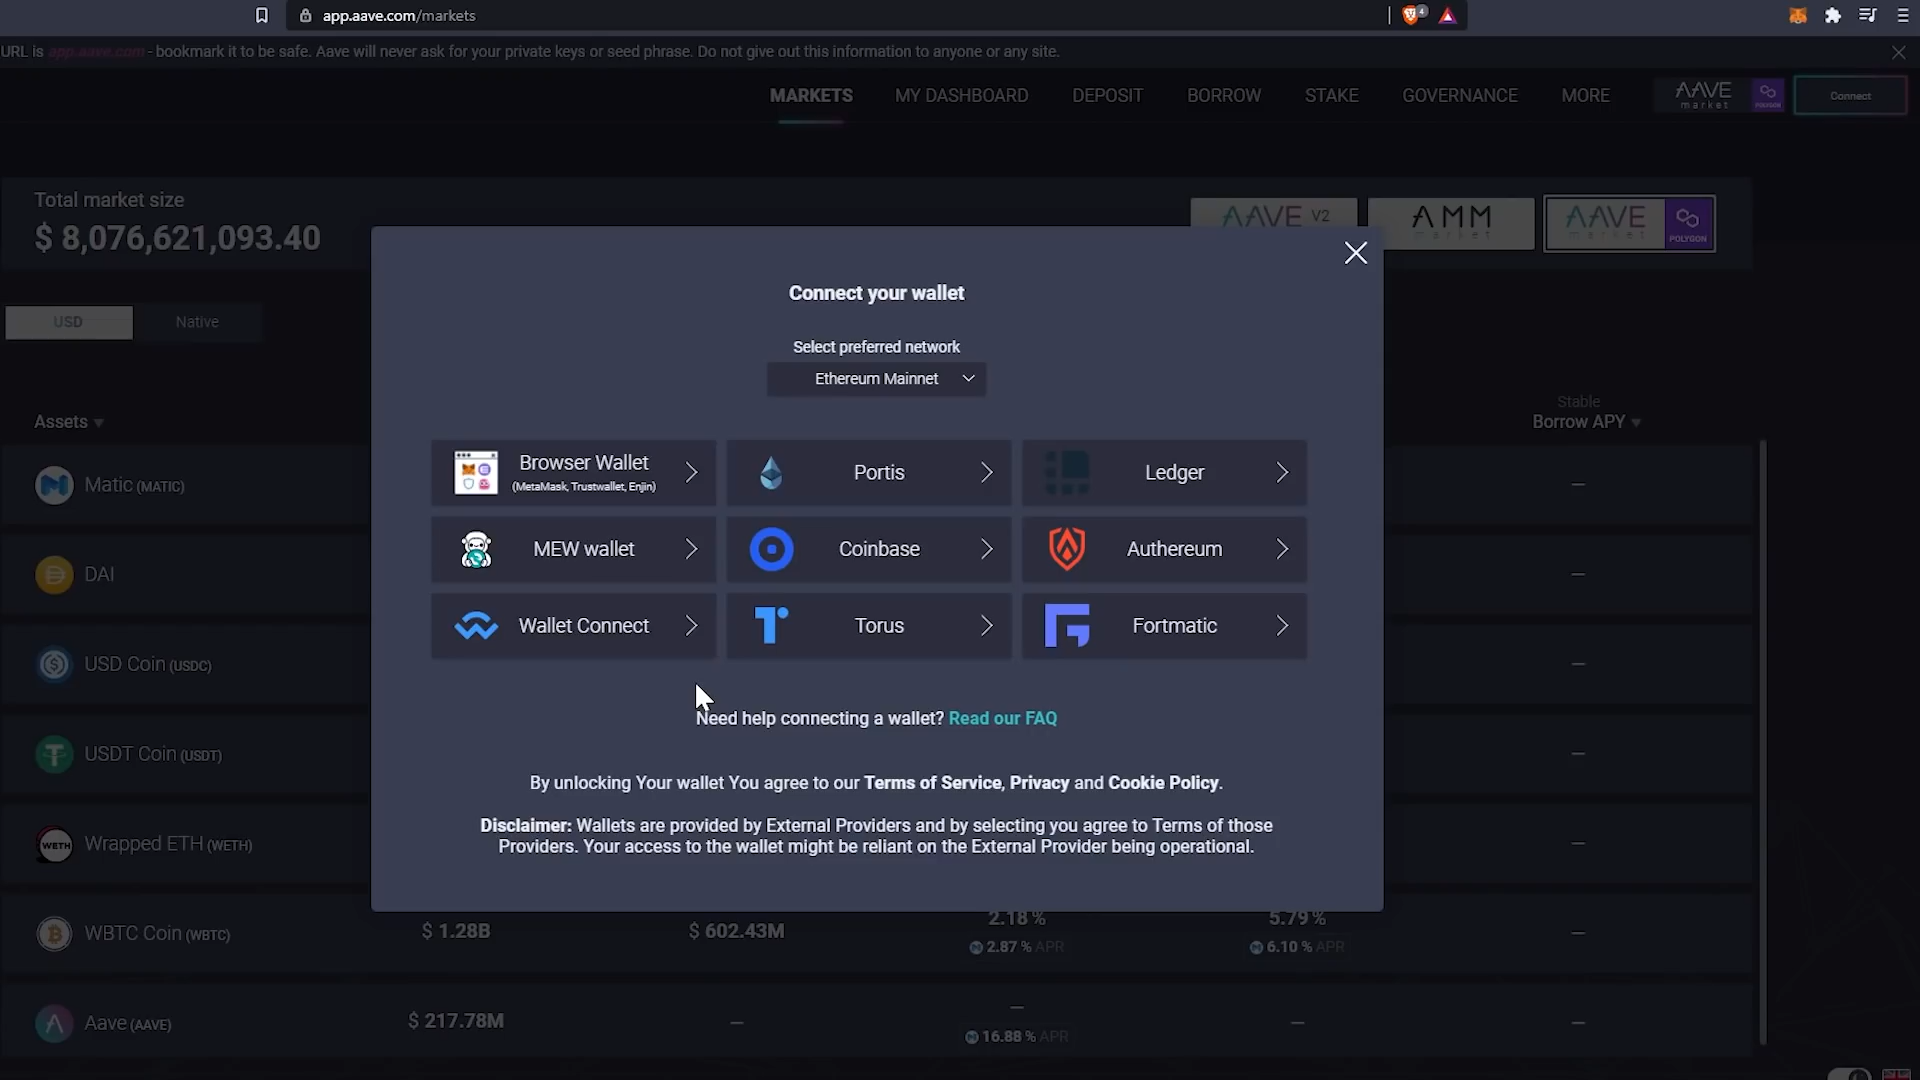 app.aave.com/markets
4
URL is app.aave.com - bookmark it to be safe. Aave will never ask for your private keys or seed phrase. Do not give out this information to anyone or any site.
MARKETS MY DASHBOARD DEPOSIT BORROW STAKE GOVERNANCE MORE AAVE market POLYGON Connect
Total market size
$ 8,076,621,093.40
AAVE V2
AMM market
AAVE market POLYGON
USD Native
Connect your wallet
Select preferred network
Ethereum Mainnet
Assets
Stable
Borrow APY
Browser Wallet
(MetaMask, Trustwallet, Enjin)
Portis
Ledger
MEW wallet
Coinbase
Authereum
Wallet Connect
Torus
Fortmatic
Need help connecting a wallet? Read our FAQ
By unlocking Your wallet You agree to our Terms of Service, Privacy and Cookie Policy.
Disclaimer: Wallets are provided by External Providers and by selecting you agree to Terms of those
Providers. Your access to the wallet might be reliant on the External Provider being operational.
Matic (MATIC) —
DAI —
USD Coin (USDC) —
USDT Coin (USDT) —
WETH Wrapped ETH (WETH) —
WBTC Coin (WBTC) $ 1.28B $ 602.43M 2.18 % 5.79 % —
2.87 % APR 6.10 % APR
Aave (AAVE) $ 217.78M — — — —
16.88 % APR